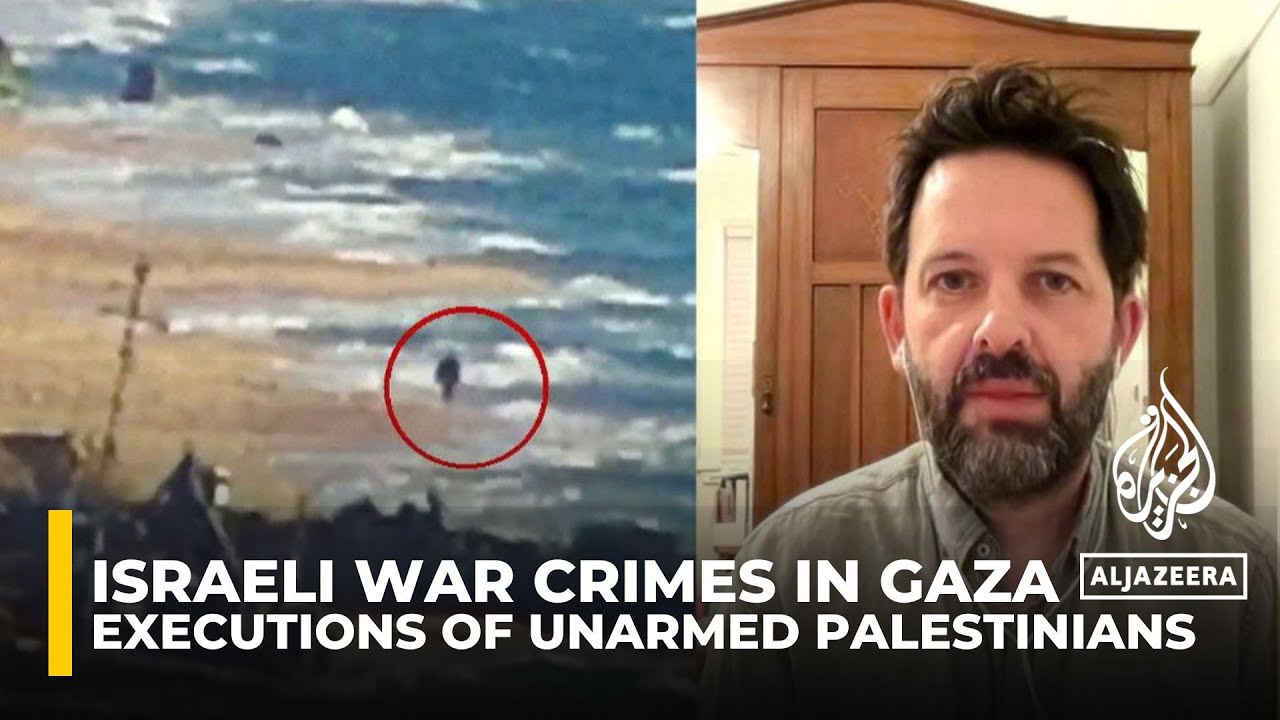 ISRAELI WAR CRIMES IN GAZA
EXECUTIONS OF UNARMED PALESTINIANS
الجزيرة
ALJAZEERA